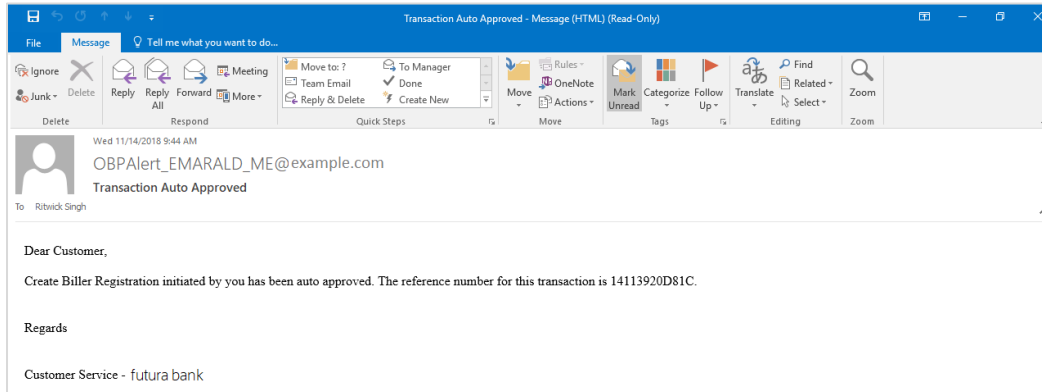 Transaction Auto Approved - Message (HTML) (Read-Only)
File Message Tell me what you want to do...
Ignore
Junk
Delete
Reply
Reply All
Forward
Meeting
More
Move to: ?
Team Email
Reply & Delete
To Manager
Done
Create New
Move
Rules
OneNote
Actions
Mark Unread
Categorize
Follow Up
Translate
Find
Related
Select
Zoom
Delete Respond Quick Steps Move Tags Editing Zoom
Wed 11/14/2018 9:44 AM
OBPAlert_EMARALD_ME@example.com
Transaction Auto Approved
To Ritwick Singh
Dear Customer,
Create Biller Registration initiated by you has been auto approved. The reference number for this transaction is 14113920D81C.
Regards
Customer Service - futura bank